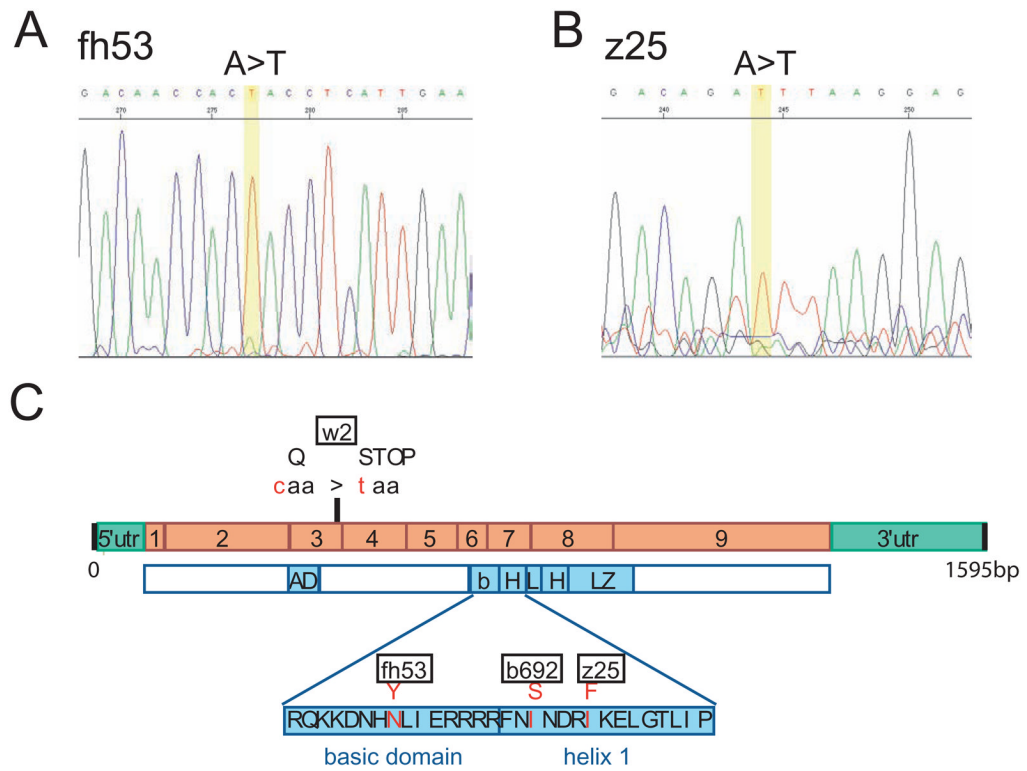 A
fh53
A>T
G A C A A C C A C T A C C T C A T T G A A
270 275 280 285
B
z25
A>T
G A C A G A T T T A A G G A G
240 245 250
C
w2
Q STOP
caa > taa
5'utr 1 2 3 4 5 6 7 8 9 3'utr
0 1595bp
AD b H L H LZ
fh53 b692 z25
Y S F
RQKKDNHNLIERRRRFNINDRIKELGTLIP
basic domain helix 1